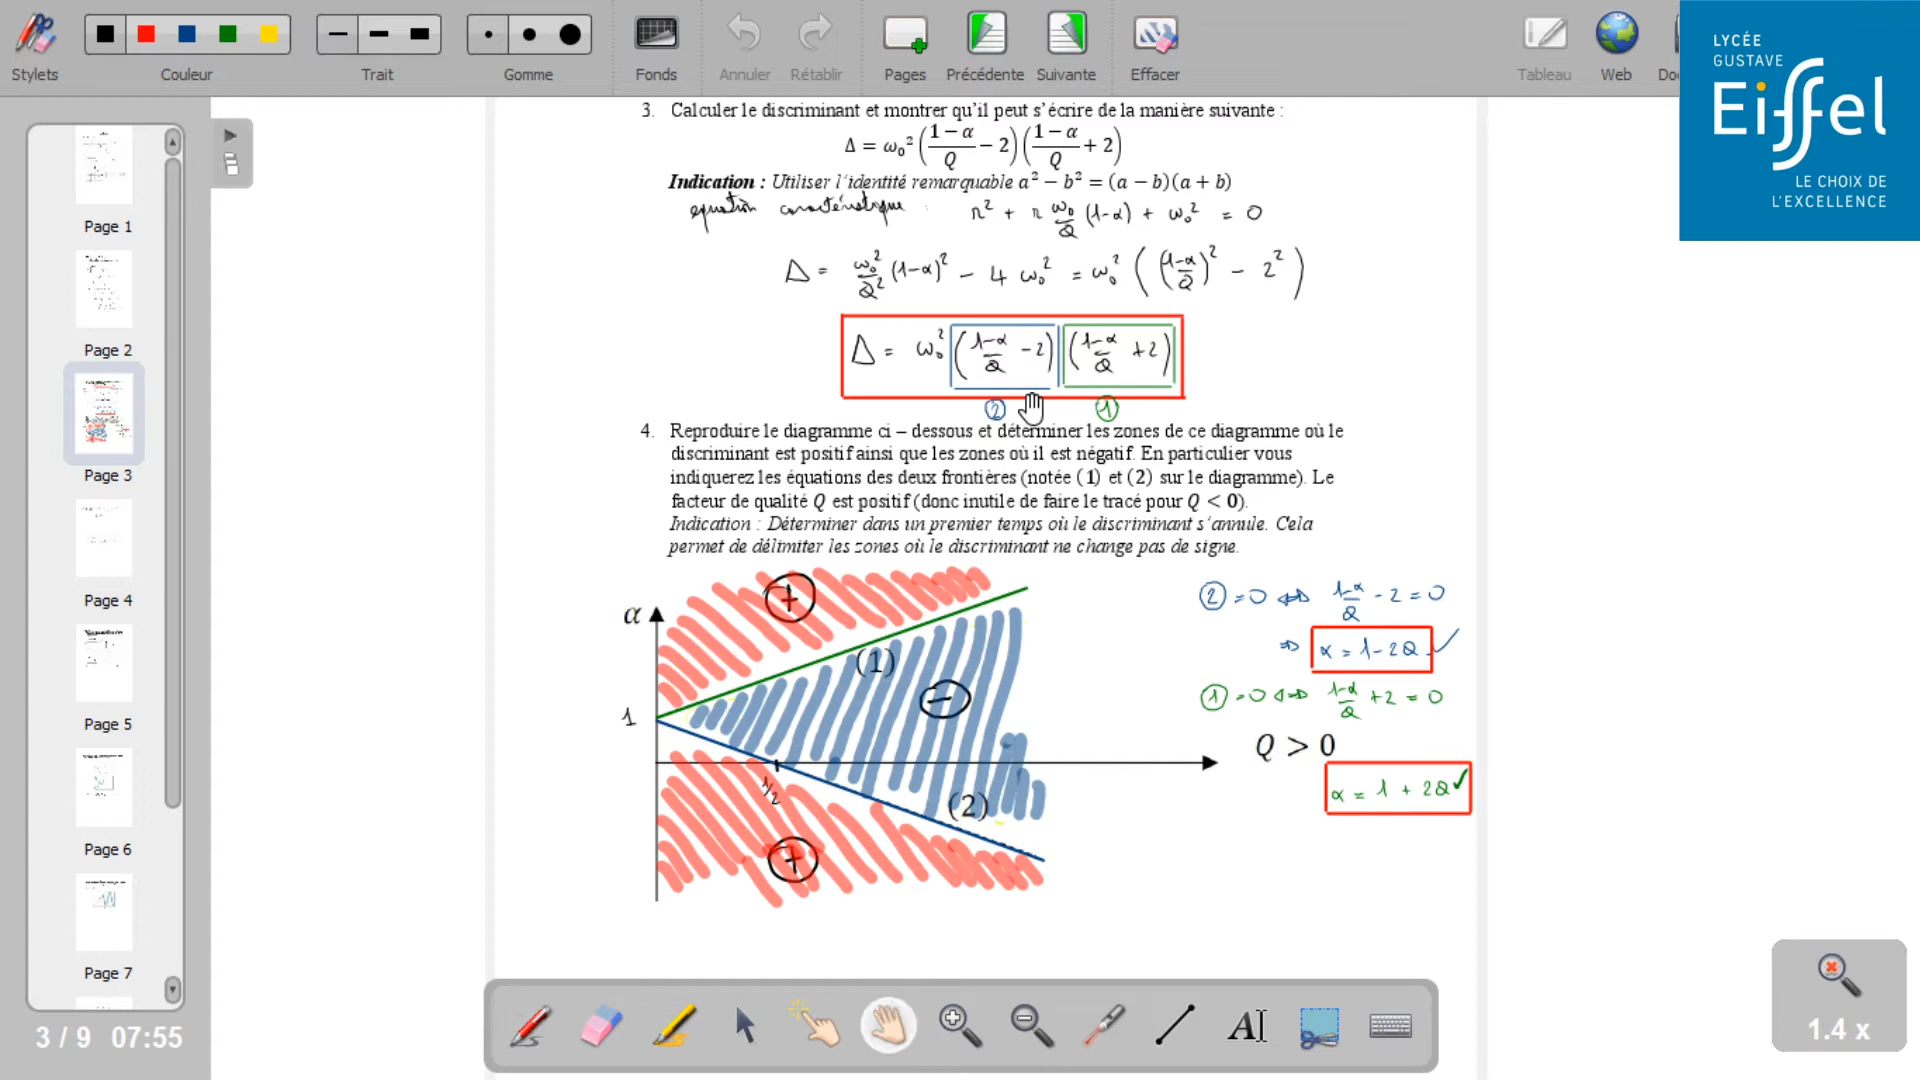 Stylets Couleur Trait Gomme Fonds Annuler Rétablir Pages Précédente Suivante Effacer Tableau Web
LYCÉE
GUSTAVE
Eiffel
LE CHOIX DE
L'EXCELLENCE
Page 1
Page 2
Page 3
Page 4
Page 5
Page 6
Page 7
3 / 9 07:55
3. Calculer le discriminant et montrer qu'il peut s'écrire de la manière suivante :
Δ = ω₀² ((1 − α)/Q − 2) ((1 − α)/Q + 2)
Indication : Utiliser l'identité remarquable a² − b² = (a − b)(a + b)
equation caractéristique : r² + r ω₀/Q (1-α) + ω₀² = 0
Δ = ω₀²/Q² (1-α)² - 4 ω₀² = ω₀² ( ((1-α)/Q)² - 2² )
Δ = ω₀² ((1-α)/Q - 2) ((1-α)/Q + 2)
② ①
4. Reproduire le diagramme ci – dessous et déterminer les zones de ce diagramme où le
discriminant est positif ainsi que les zones où il est négatif. En particulier vous
indiquerez les équations des deux frontières (notée (1) et (2) sur le diagramme). Le
facteur de qualité Q est positif (donc inutile de faire le tracé pour Q < 0).
Indication : Déterminer dans un premier temps où le discriminant s'annule. Cela
permet de délimiter les zones où le discriminant ne change pas de signe.
α
+
(1)
−
1
1/2
(2)
+
② = 0 ⇔ (1-α)/Q - 2 = 0
⇒ α = 1 - 2Q ✓
① = 0 ⇔ (1-α)/Q + 2 = 0
Q > 0
α = 1 + 2Q ✓
1.4 x